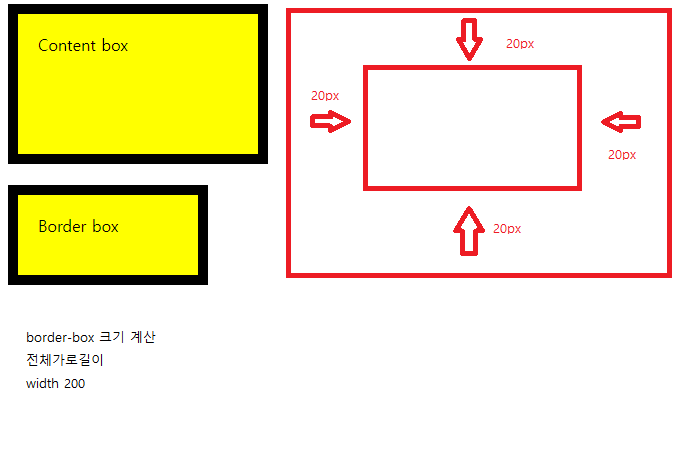 Content box
20px
20px
20px
Border box
20px
border-box 크기 계산
전체가로길이
width 200